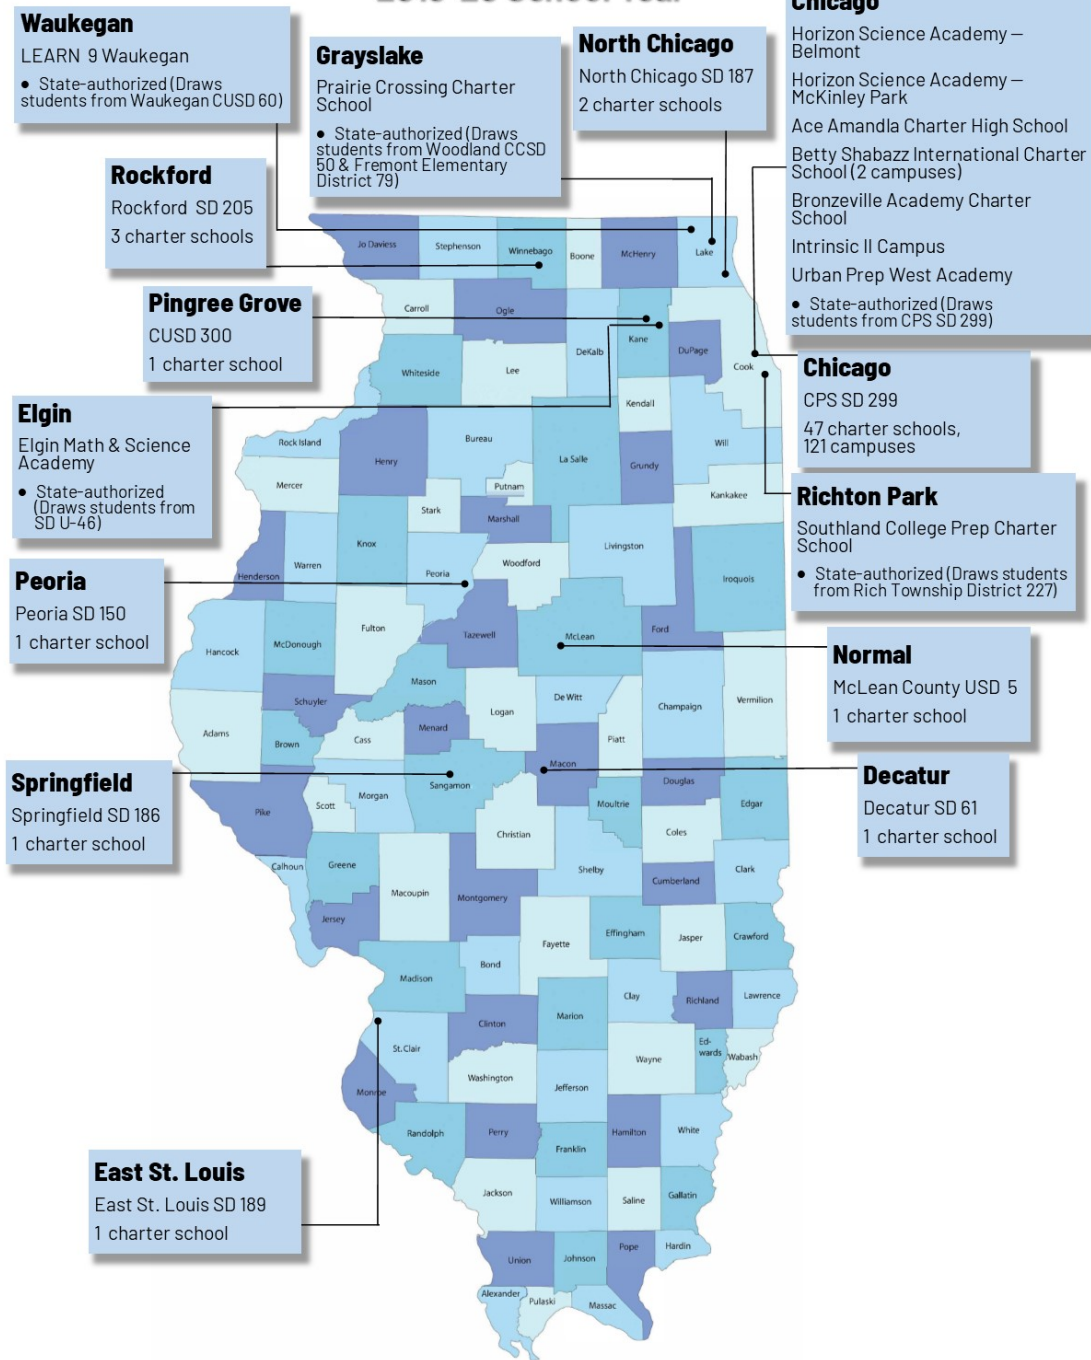 2019-20 School Year
Waukegan
LEARN 9 Waukegan
• State-authorized (Draws
students from Waukegan CUSD 60)
Grayslake
Prairie Crossing Charter
School
• State-authorized (Draws
students from Woodland CCSD
50 & Fremont Elementary
District 79)
North Chicago
North Chicago SD 187
2 charter schools
Chicago
Horizon Science Academy –
Belmont
Horizon Science Academy –
McKinley Park
Ace Amandla Charter High School
Betty Shabazz International Charter
School (2 campuses)
Bronzeville Academy Charter
School
Intrinsic II Campus
Urban Prep West Academy
• State-authorized (Draws
students from CPS SD 299)
Rockford
Rockford SD 205
3 charter schools
Pingree Grove
CUSD 300
1 charter school
Chicago
CPS SD 299
47 charter schools,
121 campuses
Elgin
Elgin Math & Science
Academy
• State-authorized
(Draws students from
SD U-46)
Richton Park
Southland College Prep Charter
School
• State-authorized (Draws students
from Rich Township District 227)
Peoria
Peoria SD 150
1 charter school
Normal
McLean County USD 5
1 charter school
Springfield
Springfield SD 186
1 charter school
Decatur
Decatur SD 61
1 charter school
East St. Louis
East St. Louis SD 189
1 charter school
Jo Daviess
Stephenson
Winnebago
Boone
McHenry
Lake
Carroll
Ogle
DeKalb
Kane
DuPage
Cook
Whiteside
Lee
Kendall
Rock Island
Henry
Bureau
La Salle
Grundy
Will
Mercer
Putnam
Kankakee
Stark
Marshall
Knox
Livingston
Henderson
Warren
Peoria
Woodford
Iroquois
Hancock
McDonough
Fulton
Tazewell
McLean
Ford
Mason
Schuyler
Logan
De Witt
Champaign
Vermilion
Adams
Brown
Cass
Menard
Piatt
Macon
Pike
Scott
Morgan
Sangamon
Moultrie
Douglas
Edgar
Christian
Coles
Calhoun
Greene
Macoupin
Montgomery
Shelby
Cumberland
Clark
Jersey
Fayette
Effingham
Jasper
Crawford
Madison
Bond
Clay
Richland
Lawrence
Clinton
Marion
St. Clair
Wayne
Ed-
wards
Wabash
Monroe
Washington
Jefferson
Randolph
Perry
Franklin
Hamilton
White
Jackson
Williamson
Saline
Gallatin
Union
Johnson
Pope
Hardin
Alexander
Pulaski
Massac